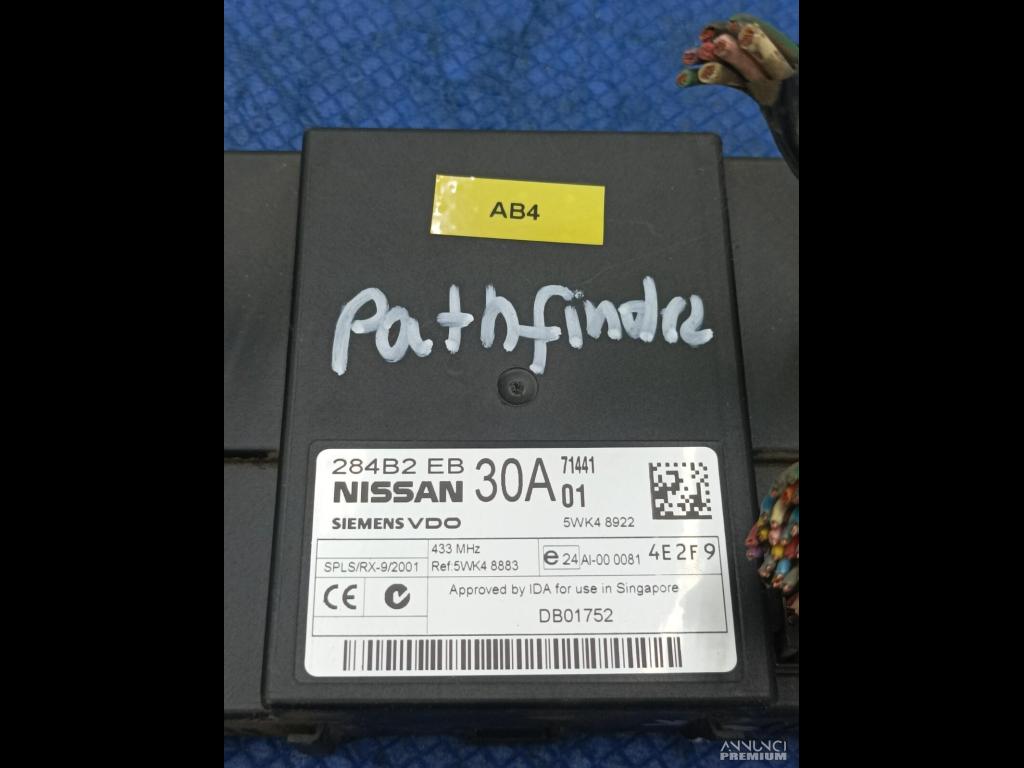 AB4
Pathfinder
284B2 EB 30A 71441
NISSAN 01
SIEMENS VDO 5WK4 8922
433 MHz
SPLS/RX-9/2001 Ref:5WK4 8883 e 24 AI-00 0081 4E2F9
CE Approved by IDA for use in Singapore
DB01752
ANNUNCI
PREMIUM